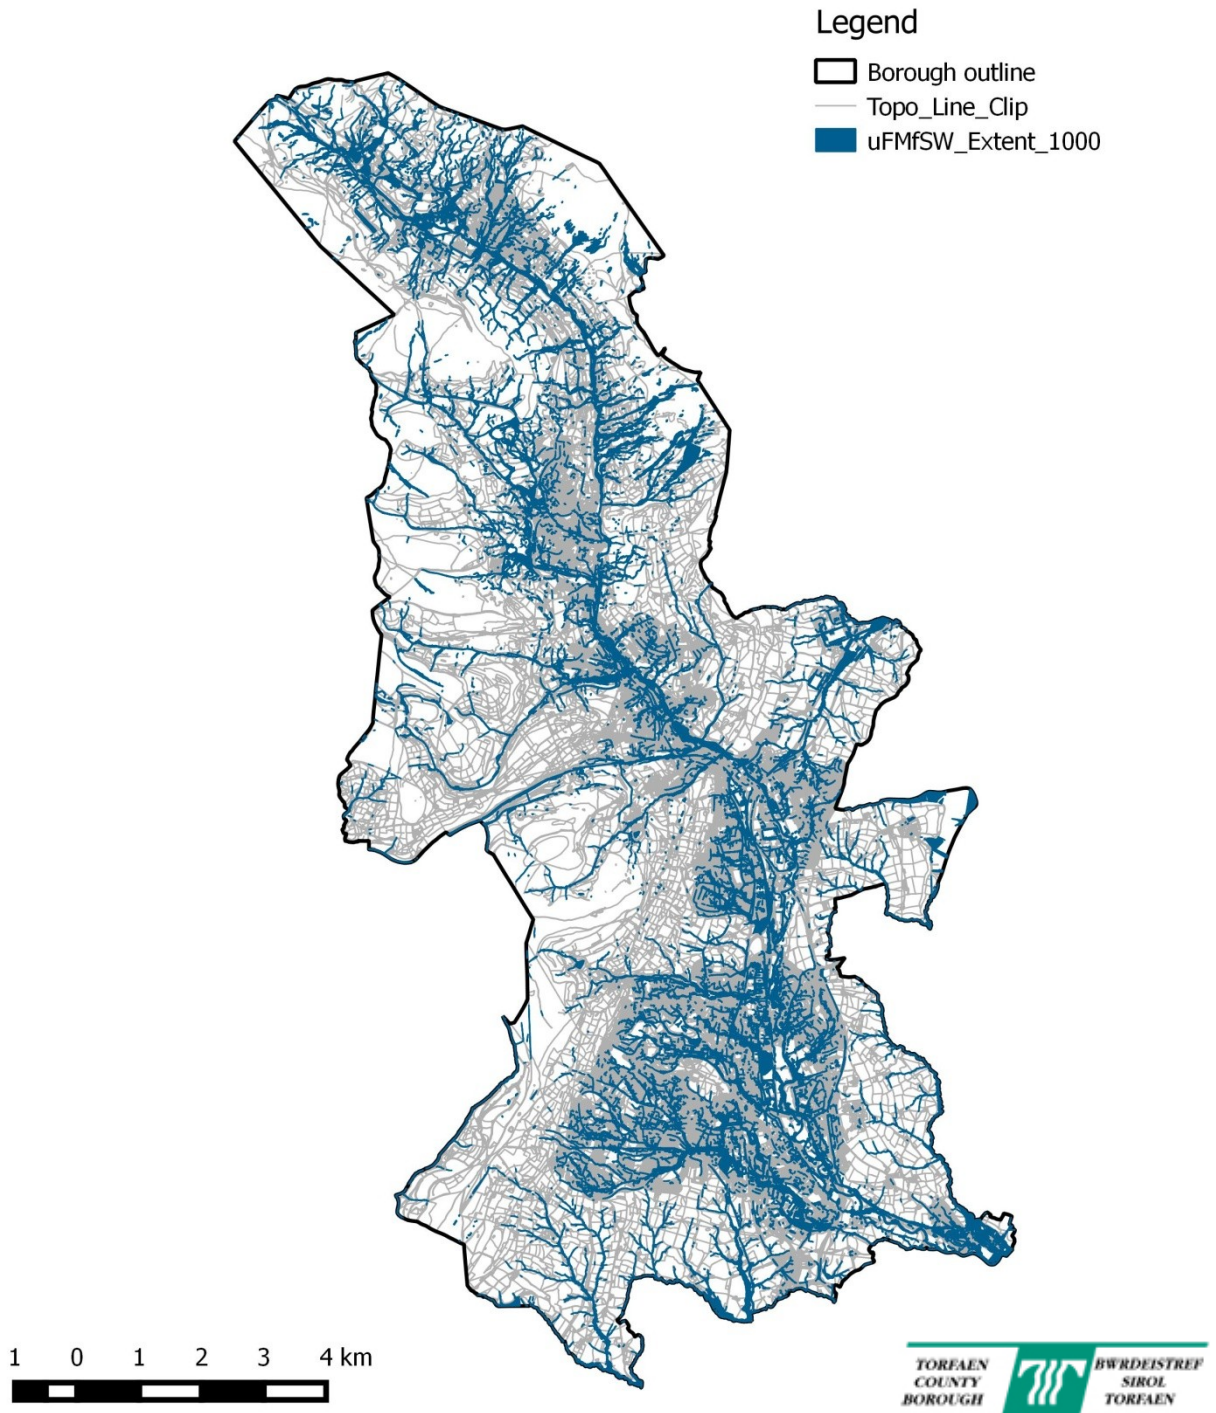 Legend
Borough outline
Topo_Line_Clip
uFMfSW_Extent_1000
1 0 1 2 3 4 km
TORFAEN
COUNTY
BOROUGH
BWRDEISTREF
SIROL
TORFAEN